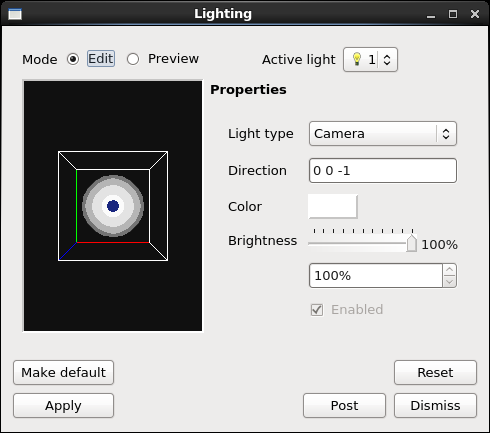 Lighting
Mode Edit Preview Active light 1
Properties
Light type Camera
Direction 0 0 -1
Color
Brightness 100%
100%
Enabled
Make default Reset
Apply Post Dismiss